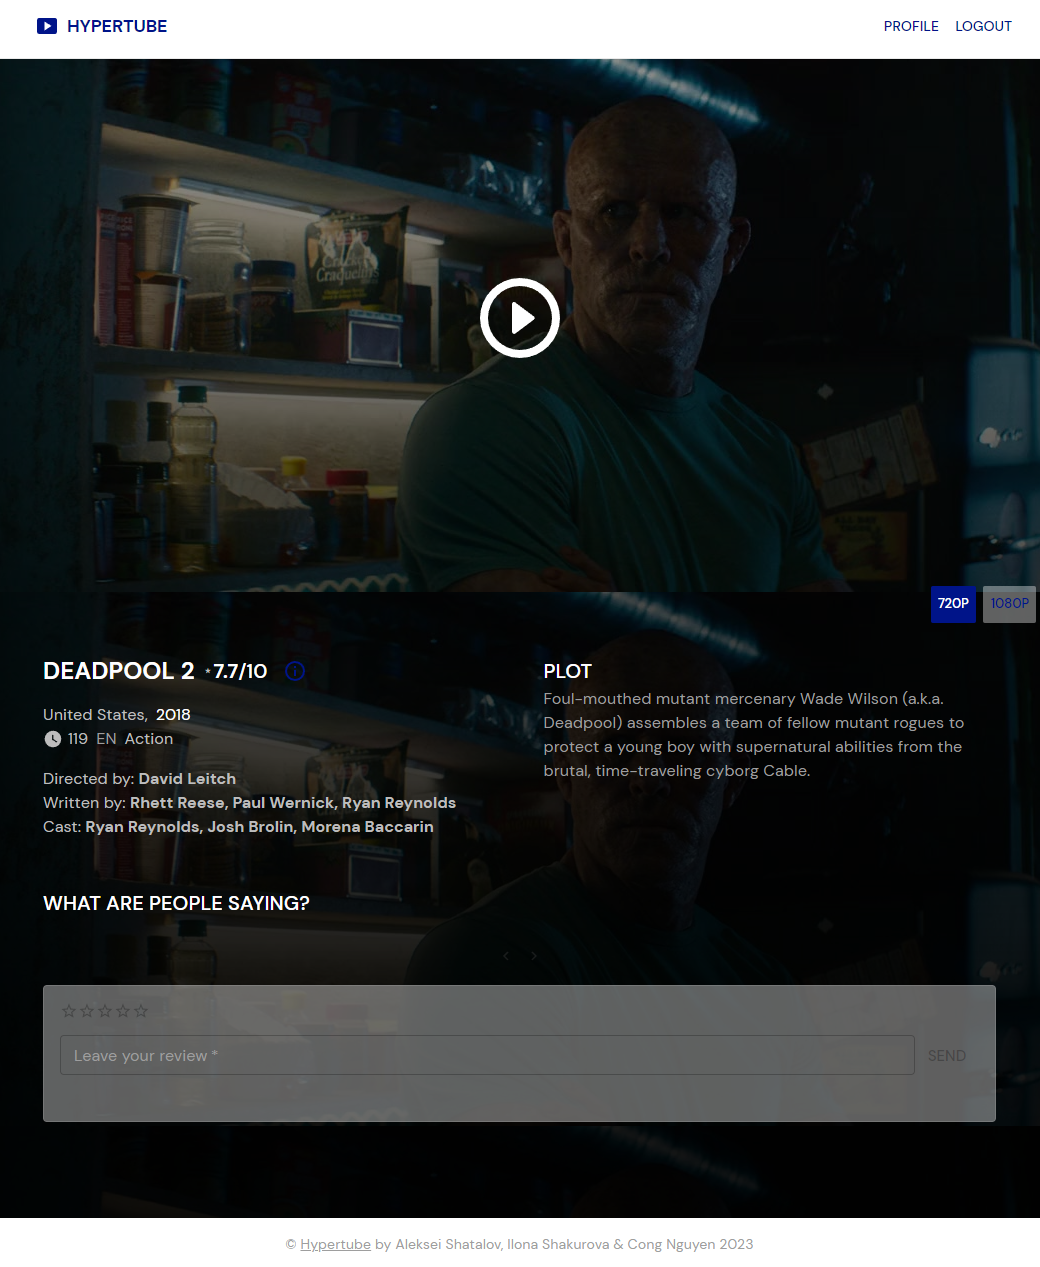 HYPERTUBE
PROFILE LOGOUT
Crackers
Craquelins
720P 1080P
DEADPOOL 2 ★7.7/10
United States, 2018
119 EN Action
Directed by: David Leitch
Written by: Rhett Reese, Paul Wernick, Ryan Reynolds
Cast: Ryan Reynolds, Josh Brolin, Morena Baccarin
PLOT
Foul-mouthed mutant mercenary Wade Wilson (a.k.a.
Deadpool) assembles a team of fellow mutant rogues to
protect a young boy with supernatural abilities from the
brutal, time-traveling cyborg Cable.
WHAT ARE PEOPLE SAYING?
< >
Leave your review *
SEND
© Hypertube by Aleksei Shatalov, Ilona Shakurova & Cong Nguyen 2023